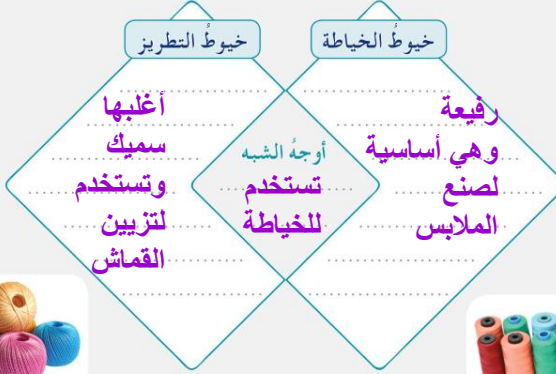 خيوطُ الخياطة
خيوطُ التطريز
رفيعة
وهي أساسية
لصنع
الملابس
أوجهُ الشبه
تستخدم
للخياطة
أغلبها
سميك
وتستخدم
لتزيين
القماش